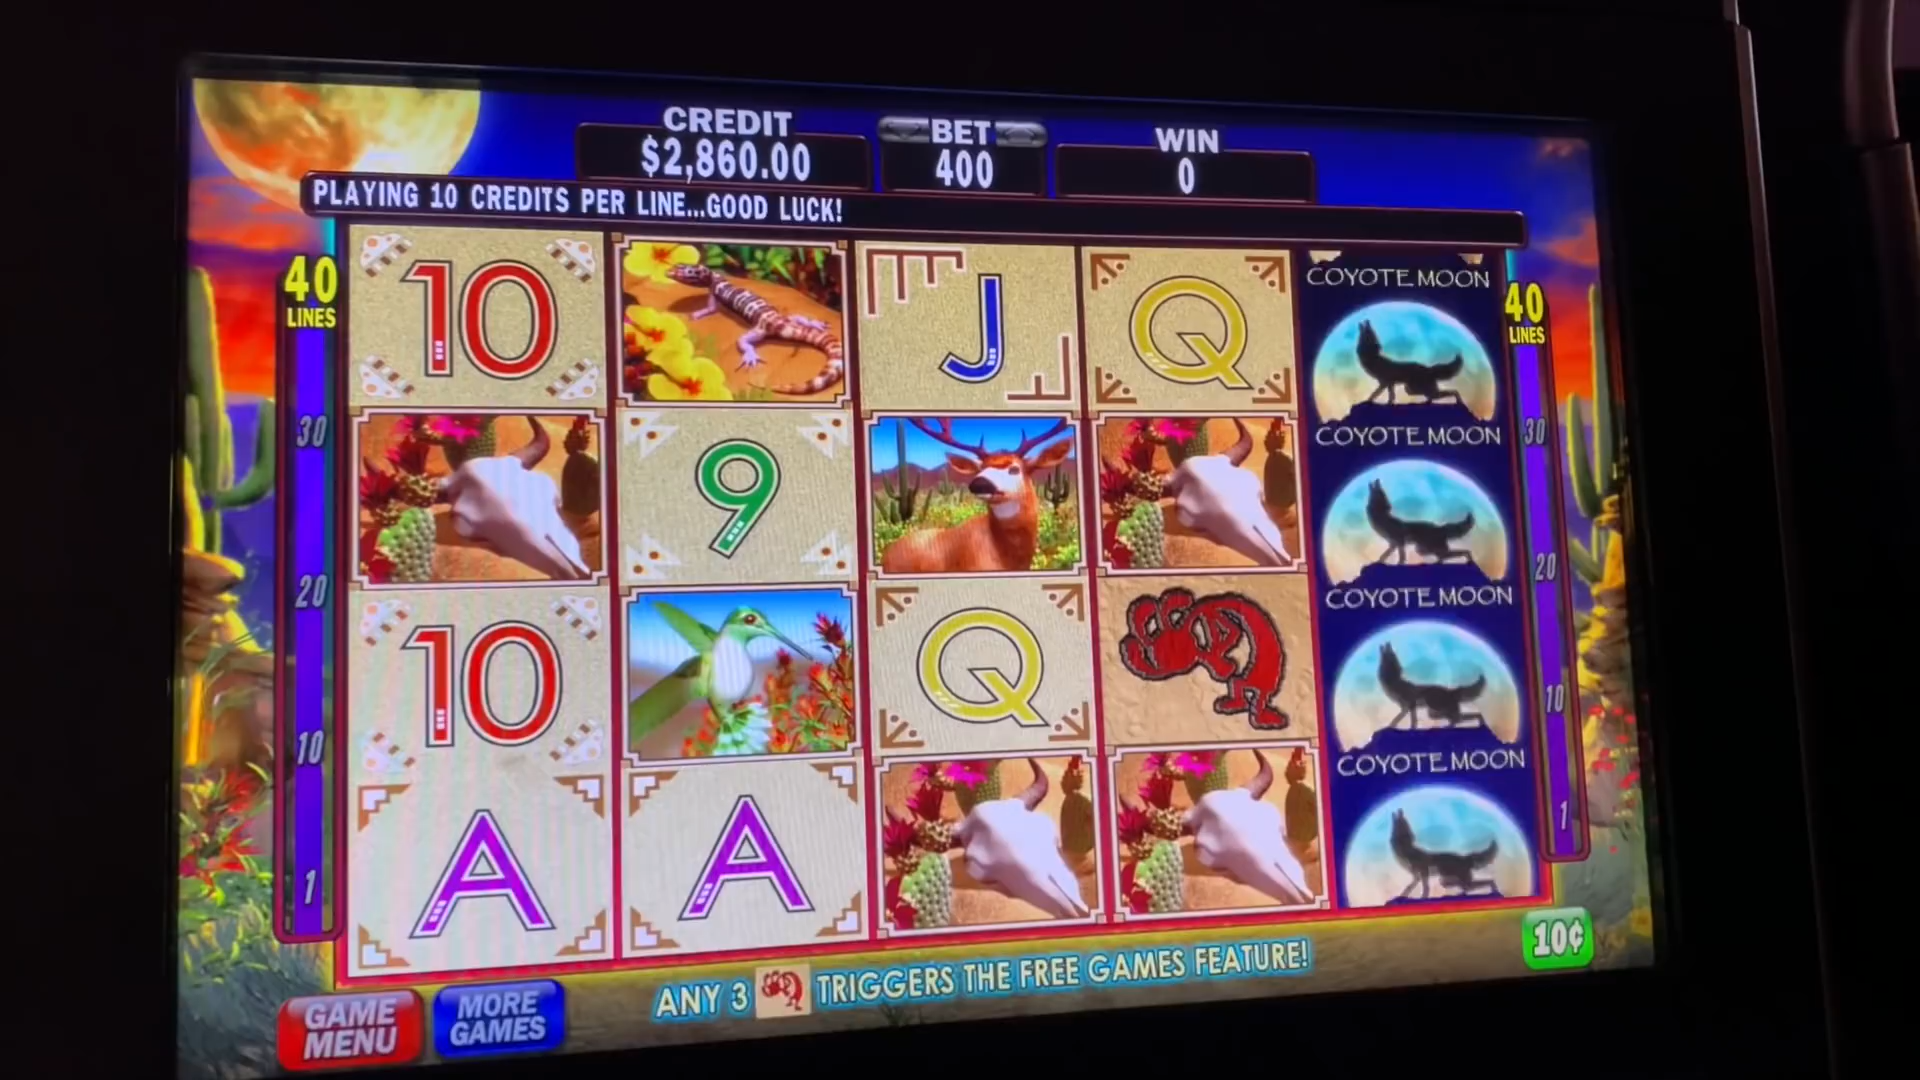 CREDIT
$2,860.00
BET
400
WIN
0
PLAYING 10 CREDITS PER LINE...GOOD LUCK!
40
LINES
30
20
10
1
10
J
Q
9
10
Q
A
A
COYOTE MOON
COYOTE MOON
COYOTE MOON
COYOTE MOON
40
LINES
30
20
10
1
10¢
ANY 3 TRIGGERS THE FREE GAMES FEATURE!
GAME
MENU
MORE
GAMES